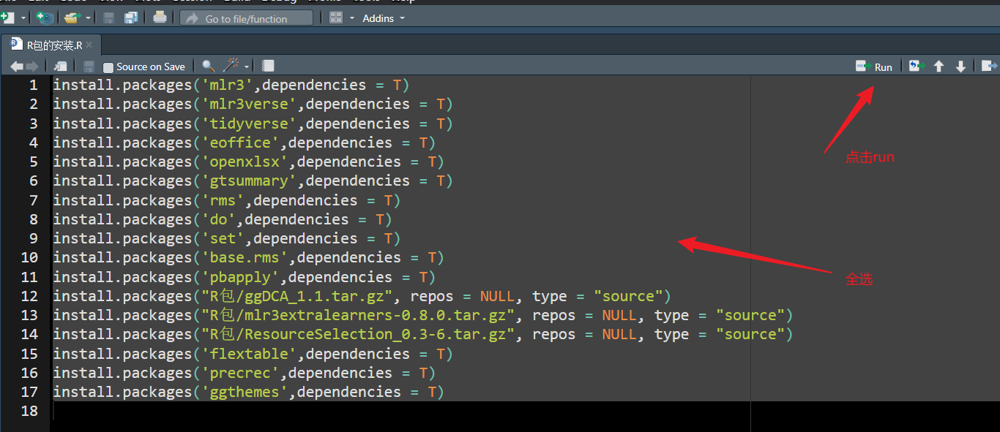 Go to file/function
Addins
R包的安装.R
Source on Save
Run
1 install.packages('mlr3',dependencies = T)
2 install.packages('mlr3verse',dependencies = T)
3 install.packages('tidyverse',dependencies = T)
4 install.packages('eoffice',dependencies = T)
5 install.packages('openxlsx',dependencies = T)
6 install.packages('gtsummary',dependencies = T)
7 install.packages('rms',dependencies = T)
8 install.packages('do',dependencies = T)
9 install.packages('set',dependencies = T)
10 install.packages('base.rms',dependencies = T)
11 install.packages('pbapply',dependencies = T)
12 install.packages("R包/ggDCA_1.1.tar.gz", repos = NULL, type = "source")
13 install.packages("R包/mlr3extralearners-0.8.0.tar.gz", repos = NULL, type = "source")
14 install.packages("R包/ResourceSelection_0.3-6.tar.gz", repos = NULL, type = "source")
15 install.packages('flextable',dependencies = T)
16 install.packages('precrec',dependencies = T)
17 install.packages('ggthemes',dependencies = T)
18
点击run
全选